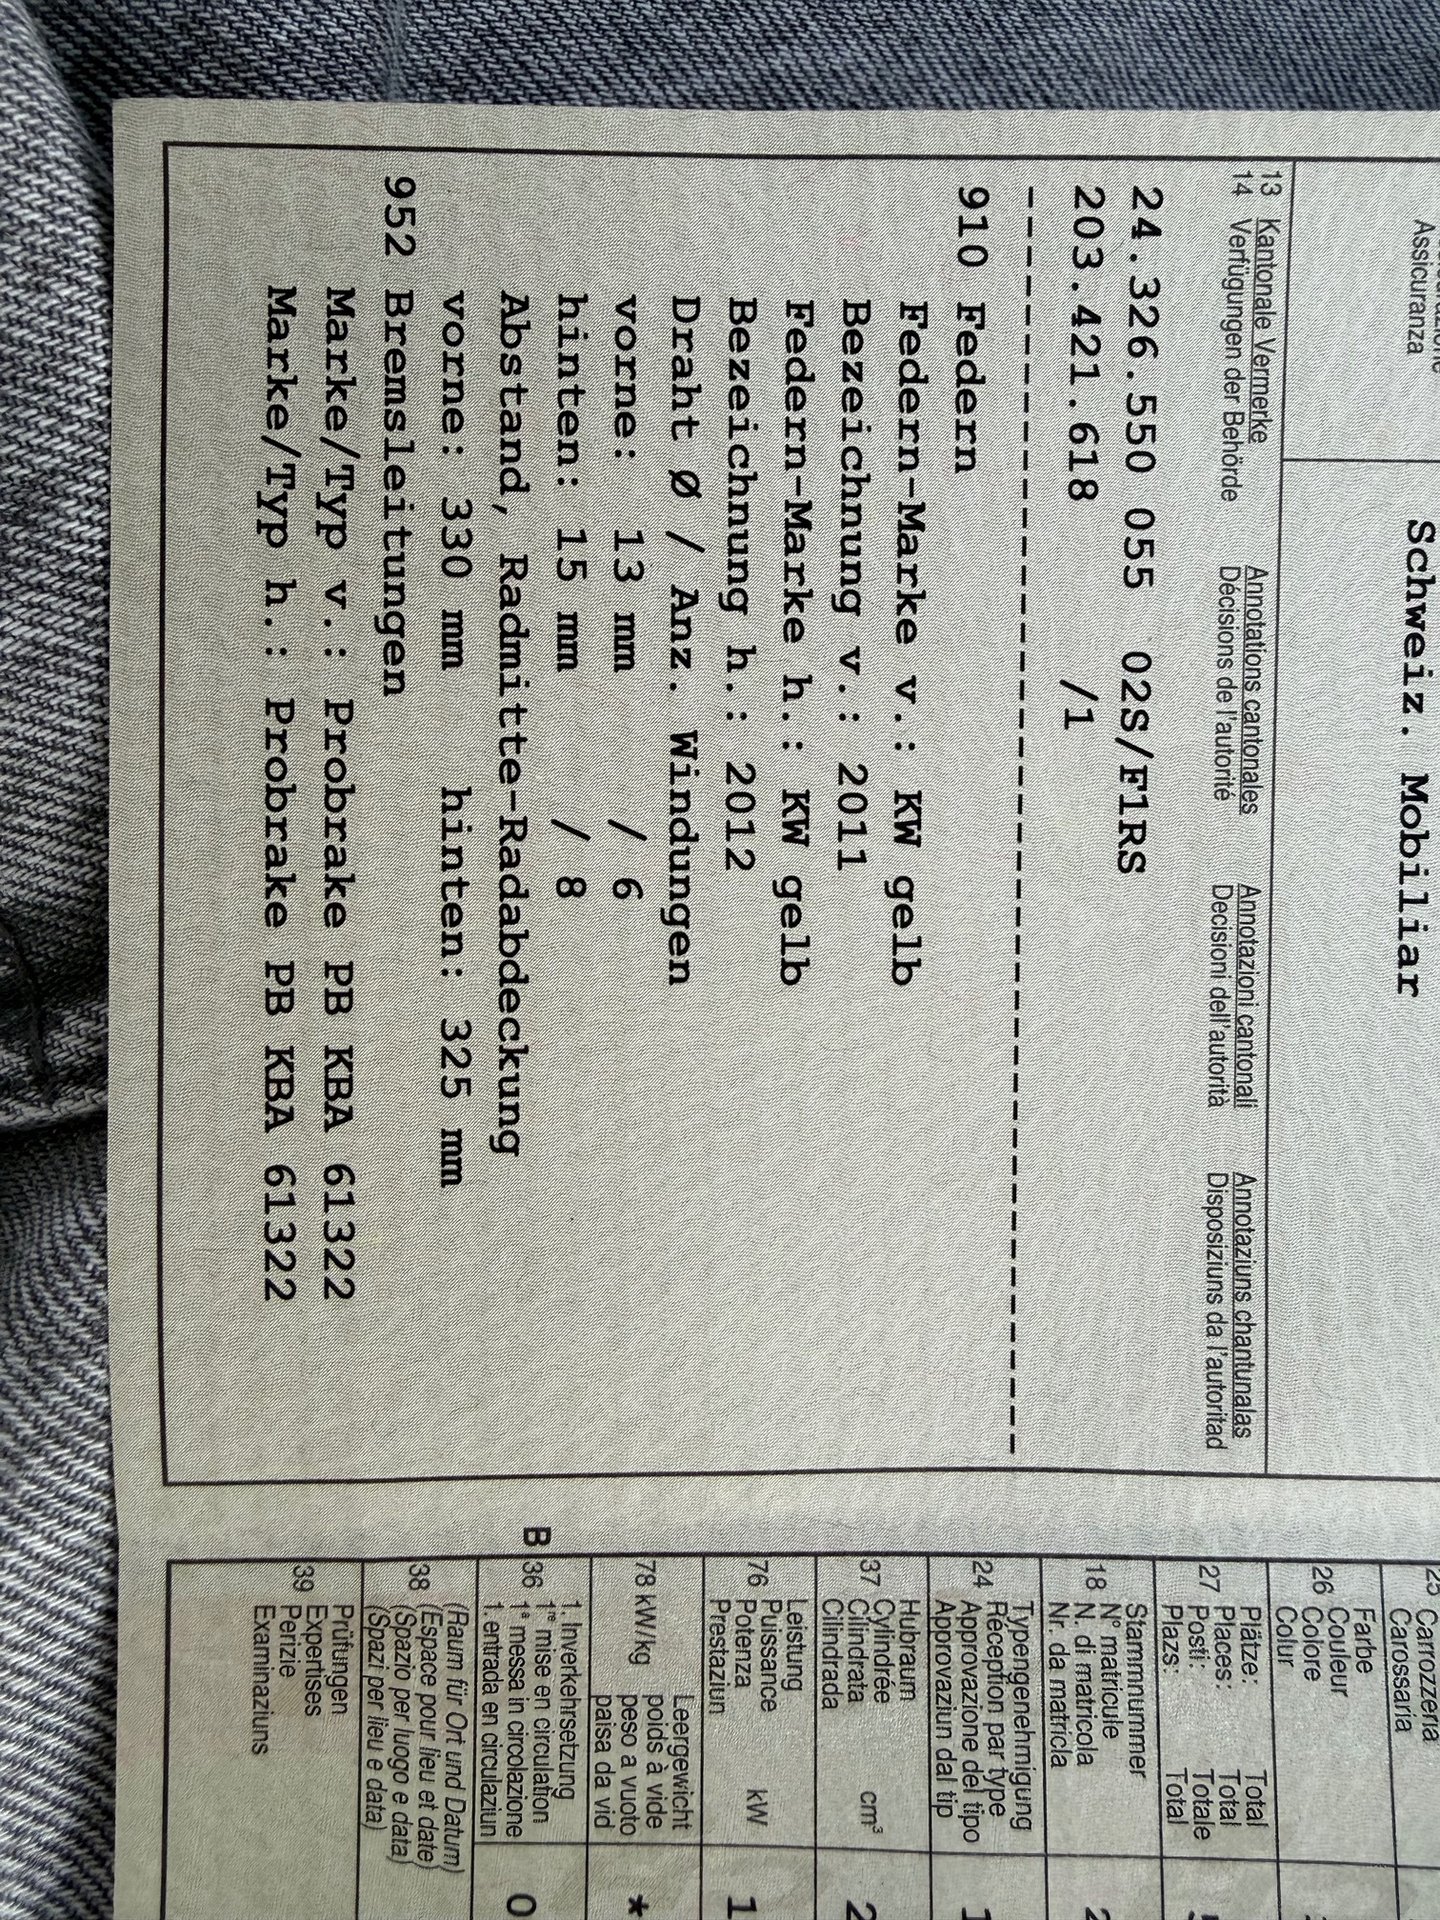 Assicuranza
Schweiz. Mobiliar
13 Kantonale Vermerke Annotations cantonales Annotazioni cantonali Annotaziuns chantunalas
14 Verfügungen der Behörde Décisions de l'autorité Decisioni dell'autorità Disposiziuns da l'autoritad
24.326.550 055 02S/F1RS
203.421.618 /1
910 Federn
Federn-Marke v.: KW gelb
Bezeichnung v.: 2011
Federn-Marke h.: KW gelb
Bezeichnung h.: 2012
Draht Ø / Anz. Windungen
vorne: 13 mm / 6
hinten: 15 mm / 8
Abstand, Radmitte-Radabdeckung
vorne: 330 mm hinten: 325 mm
952 Bremsleitungen
Marke/Typ v.: Probrake PB KBA 61322
Marke/Typ h.: Probrake PB KBA 61322
25 Carrozzeria
Carossaria
Farbe
26 Couleur
Colore
Colur
Plätze: Total
27 Places: Total
Posti: Totale
Plazs: Total
Stammnummer
18 N° matricule
N. di matricola
Nr. da matricla
Typengenehmigung
24 Réception par type
Approvazione del tipo
Approvaziun dal tip
Hubraum
37 Cylindrée cm³
Cilindrata
Cilindrada
Leistung
76 Puissance kW
Potenza
Prestaziun
Leergewicht
78 kW/kg poids à vide
peso a vuoto
paisa da vid
1. Inverkehrsetzung
B 36 1re mise en circulation
1a messa in circolazione
1. entrada en circulaziun
(Raum für Ort und Datum)
38 (Espace pour lieu et date)
(Spazio per luogo e data)
(Spazi per lieu e data)
Prüfungen
39 Expertises
Perizie
Examinaziuns